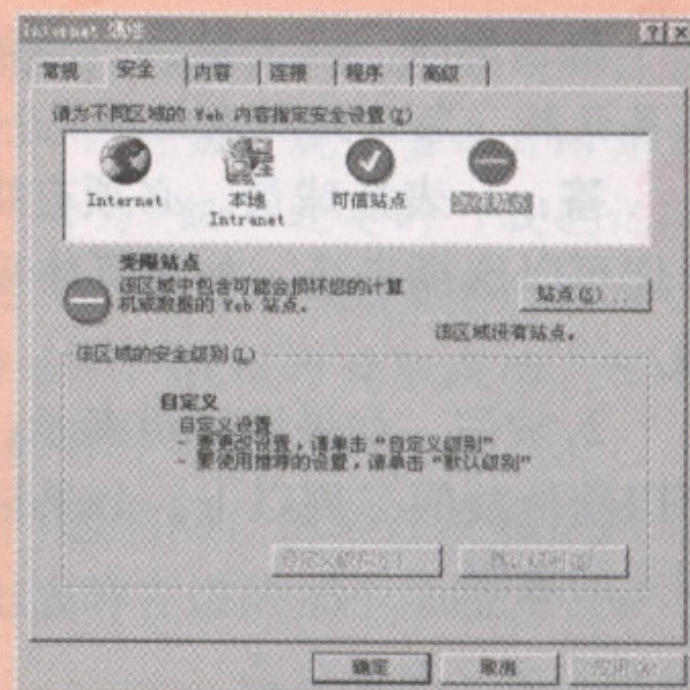 Internet 属性
常规 安全 内容 连接 程序 高级
请为不同区域的 Web 内容指定安全设置(Z)
Internet 本地 Intranet 可信站点 受限站点
受限站点
该区域中包含可能会损坏您的计算
机或数据的 Web 站点。
站点(S)...
该区域没有站点。
该区域的安全级别(L)
自定义
自定义设置
- 要更改设置，请单击“自定义级别”
- 要使用推荐的设置，请单击“默认级别”
自定义级别(C)... 默认级别(D)
确定 取消 应用(A)